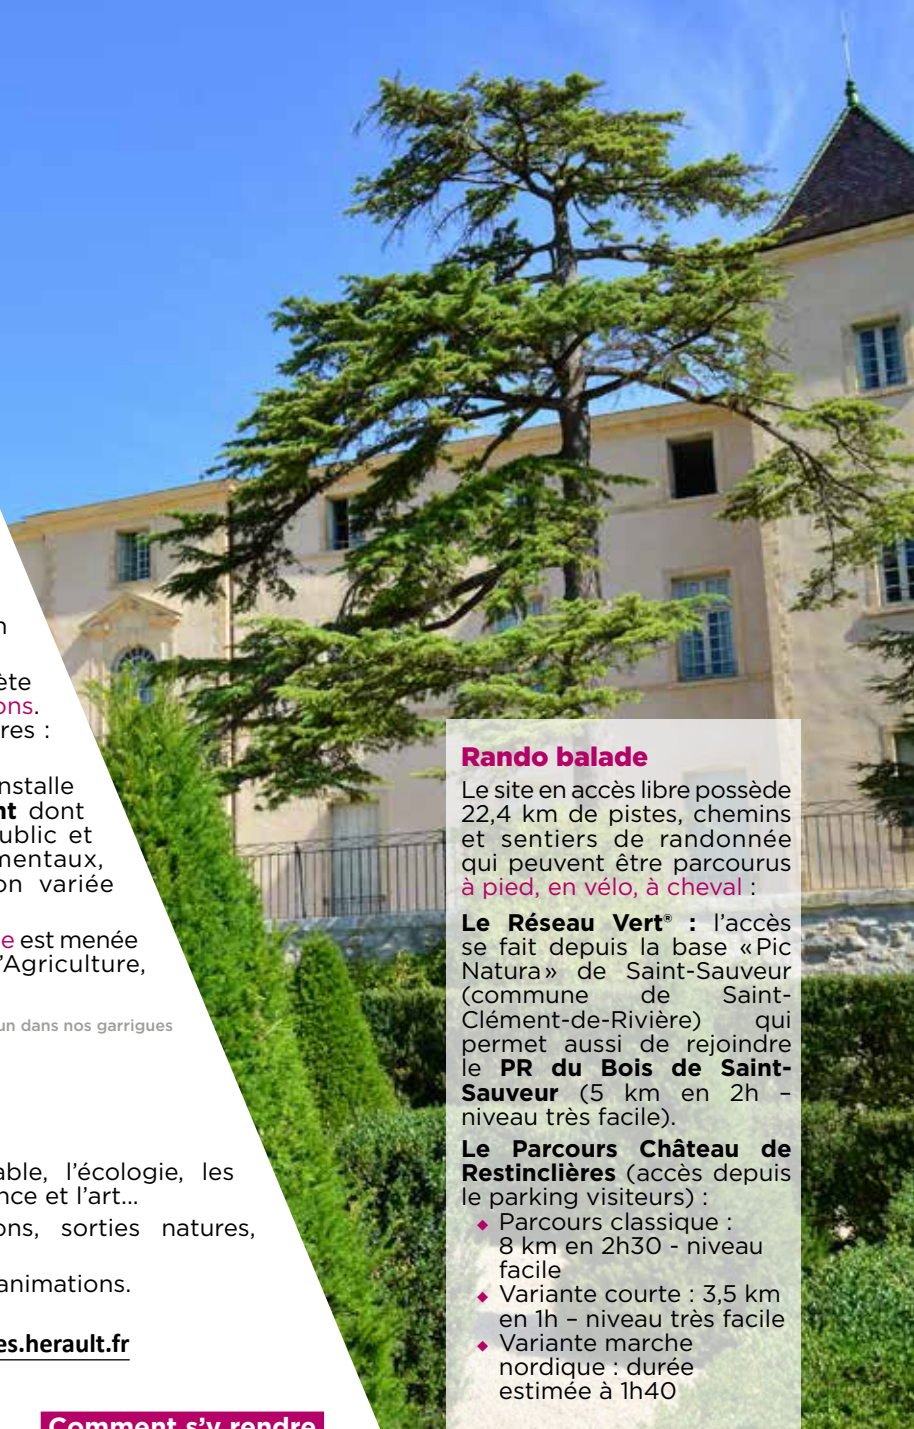 ons.
res :
nt dont
ublic et
mentaux,
on variée
e est menée
l'Agriculture,
un dans nos garrigues
able, l'écologie, les
nce et l'art...
ons, sorties natures,
animations.
es.herault.fr
Comment s'y rendre
Rando balade
Le site en accès libre possède
22,4 km de pistes, chemins
et sentiers de randonnée
qui peuvent être parcourus
à pied, en vélo, à cheval :
Le Réseau Vert® : l'accès
se fait depuis la base «Pic
Natura» de Saint-Sauveur
(commune de Saint-
Clément-de-Rivière) qui
permet aussi de rejoindre
le PR du Bois de Saint-
Sauveur (5 km en 2h –
niveau très facile).
Le Parcours Château de
Restinclières (accès depuis
le parking visiteurs) :
◆ Parcours classique :
8 km en 2h30 - niveau
facile
◆ Variante courte : 3,5 km
en 1h – niveau très facile
◆ Variante marche
nordique : durée
estimée à 1h40